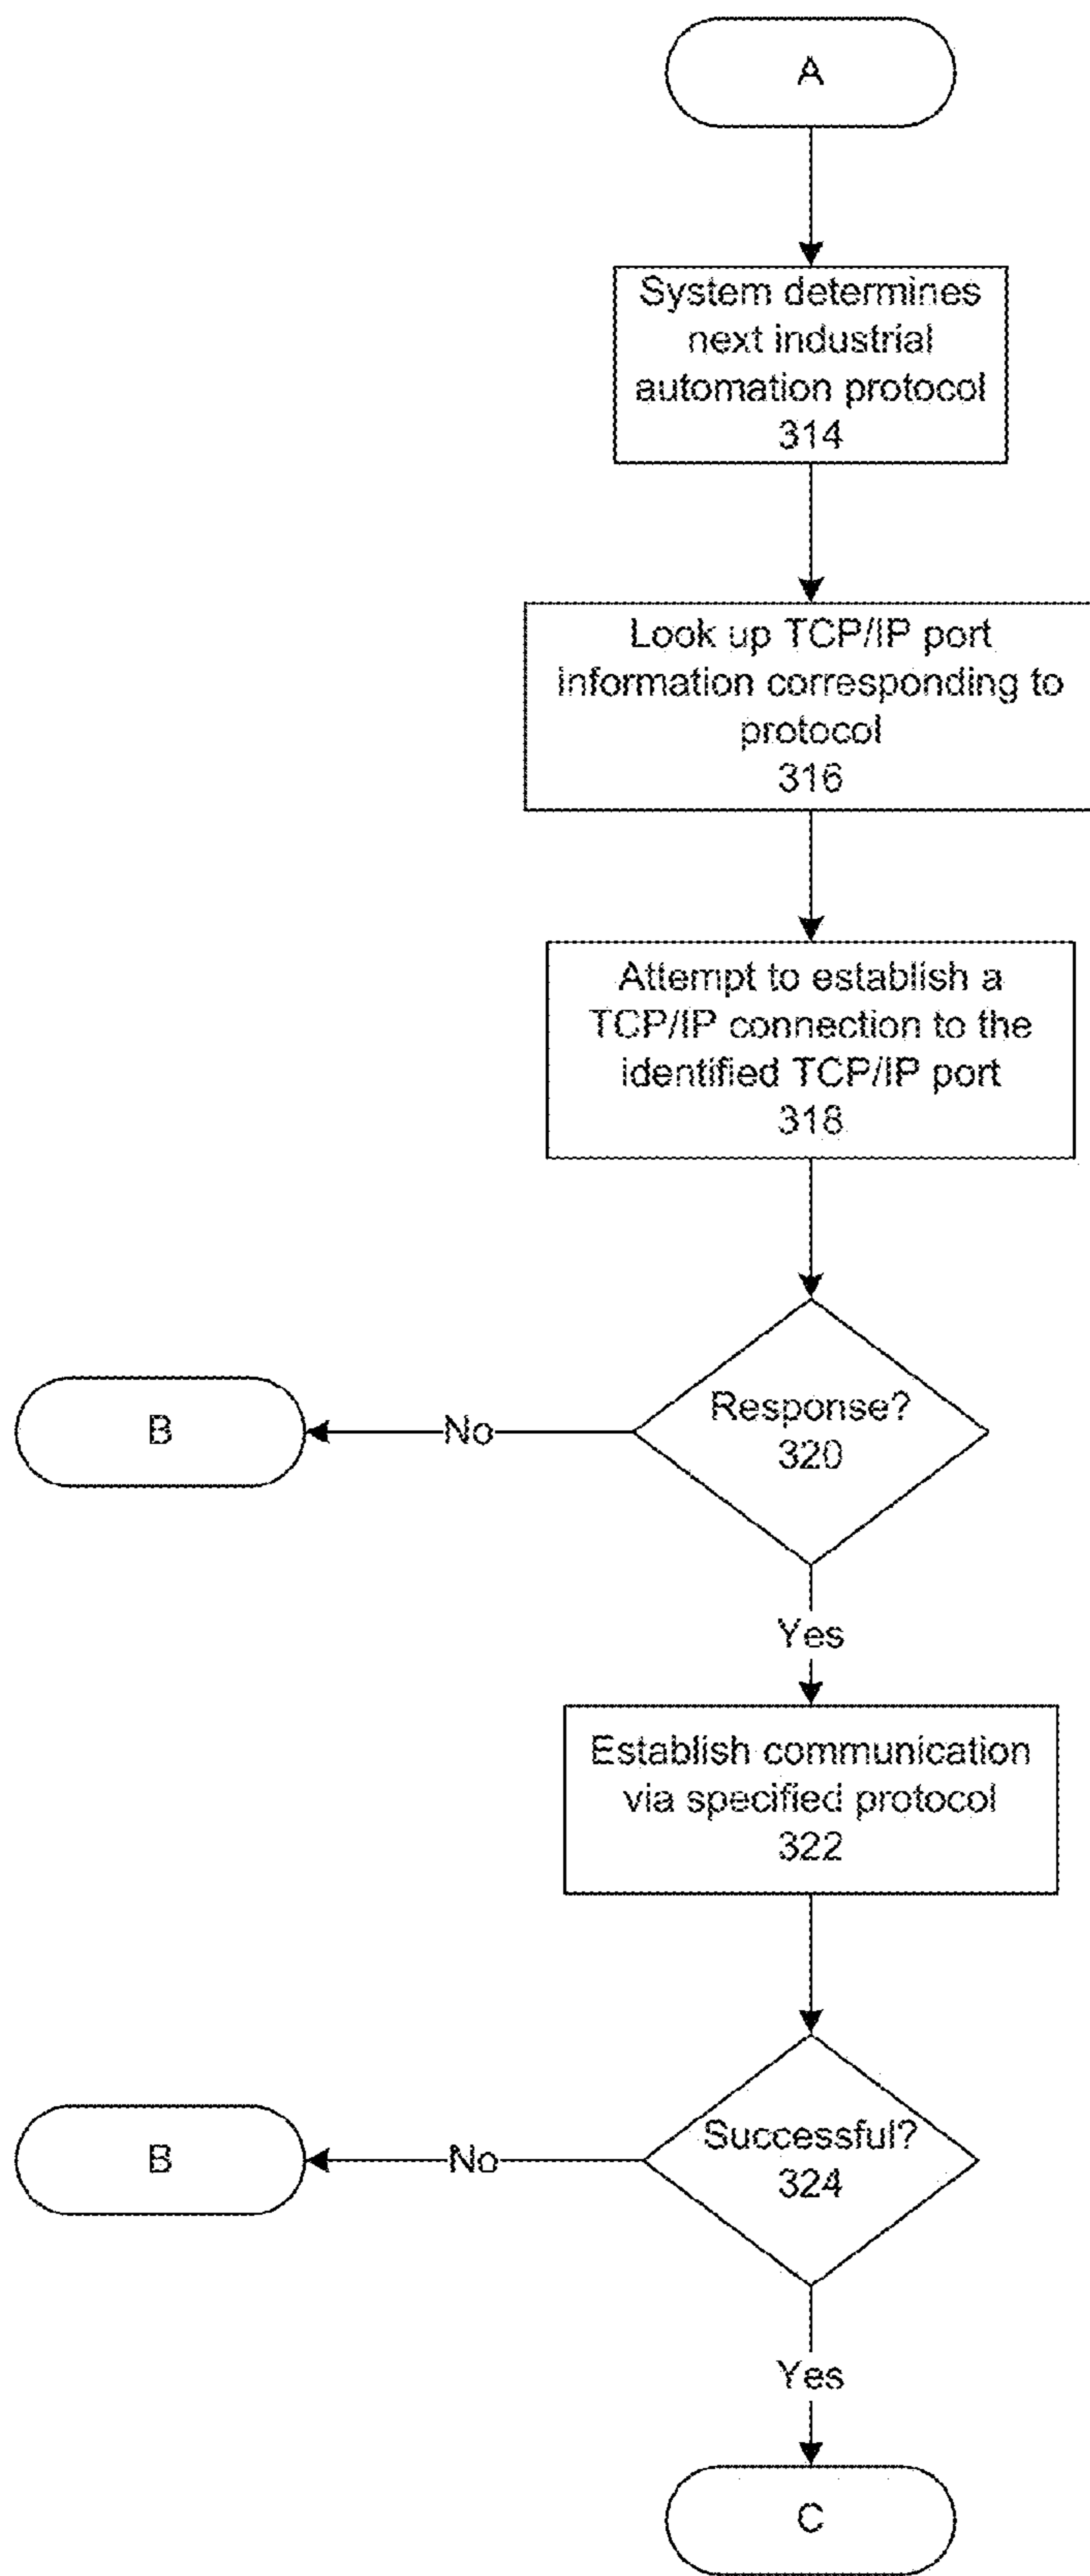 A
System determines
next industrial
automation protocol
314
Look up TCP/IP port
information corresponding to
protocol
316
Attempt to establish a
TCP/IP connection to the
identified TCP/IP port
318
Response?
320
No
B
Yes
Establish communication
via specified protocol
322
Successful?
324
No
B
Yes
C